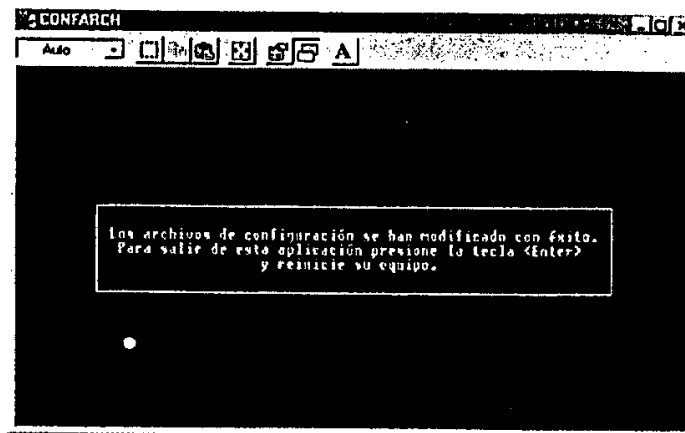 CONFARCH
Auto
A
Los archivos de configuración se han modificado con éxito.
Para salir de esta aplicación presione la tecla <Enter>
y reinicie su equipo.